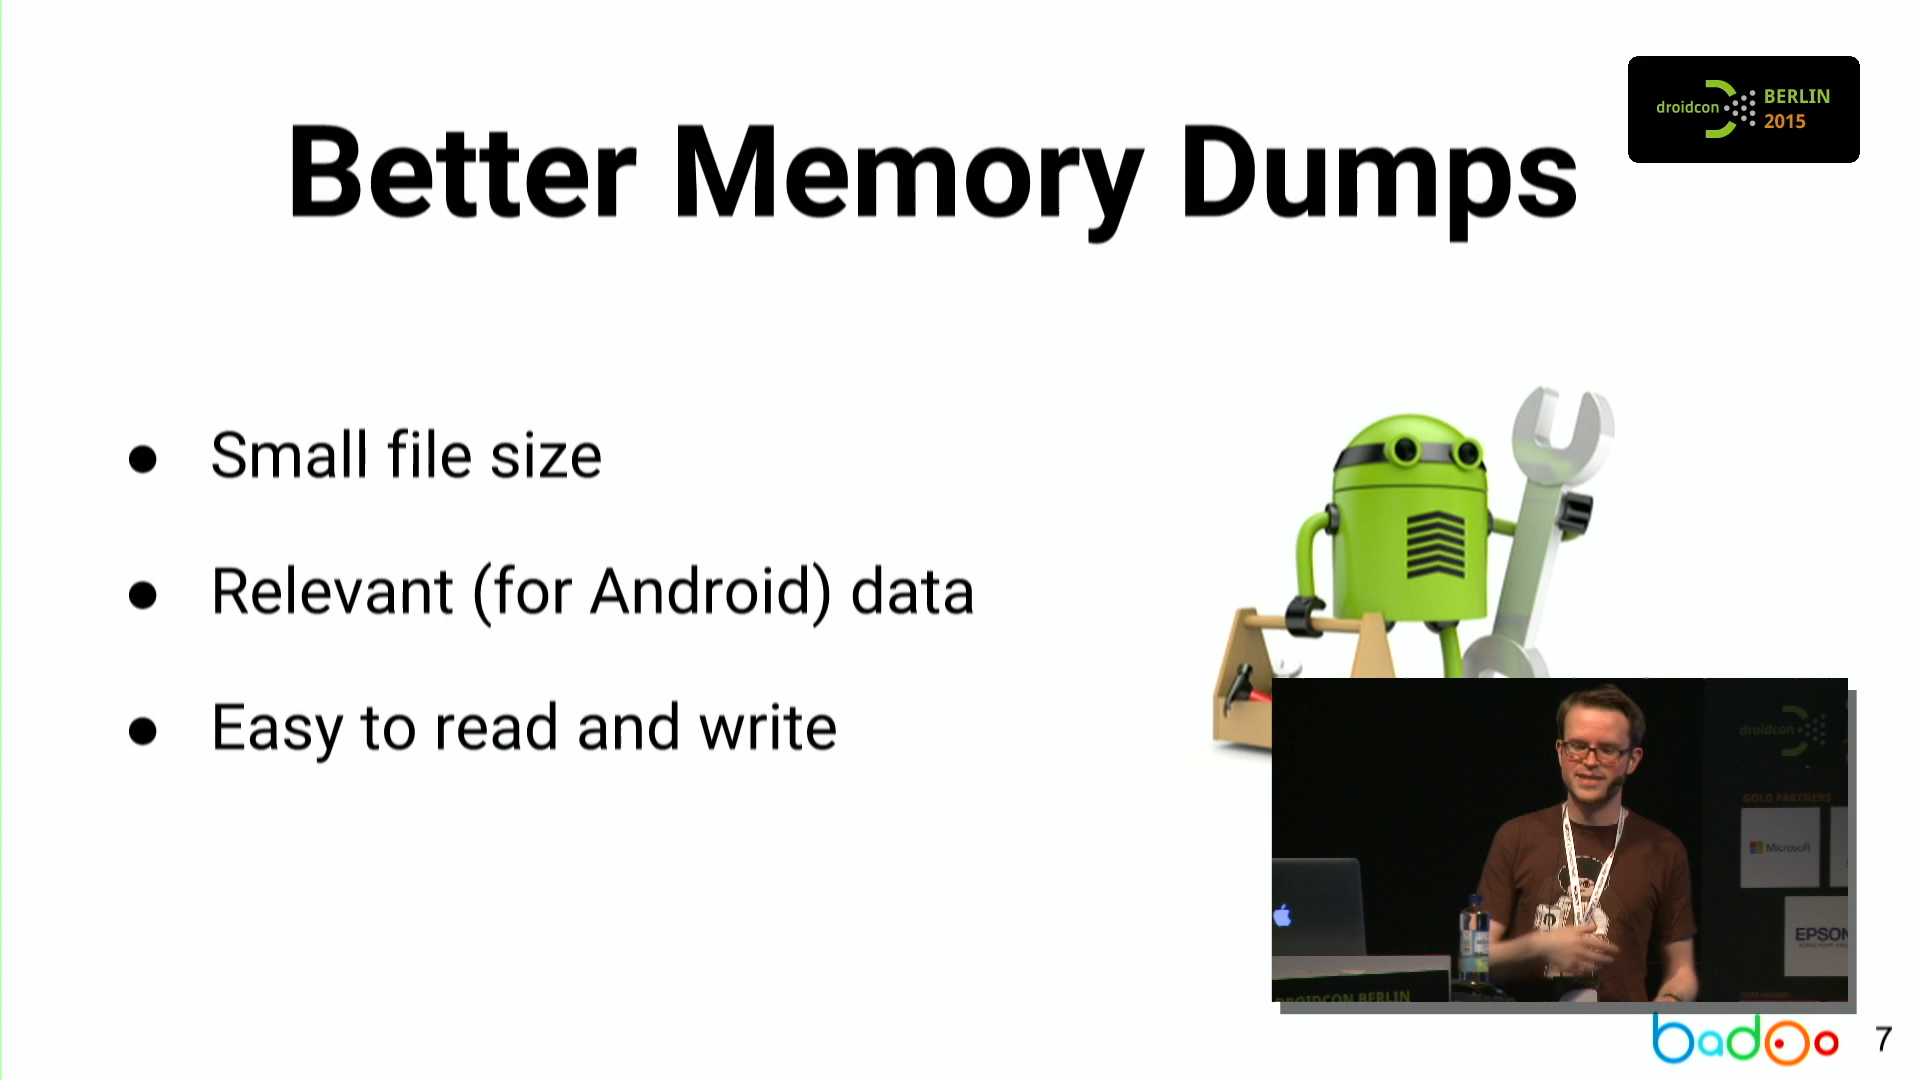 droidcon BERLIN
2015
Better Memory Dumps
● Small file size
● Relevant (for Android) data
● Easy to read and write
droidcon
GOLD PARTNERS
Microsoft
EPSON
DROIDCON BERLIN
badoo
7